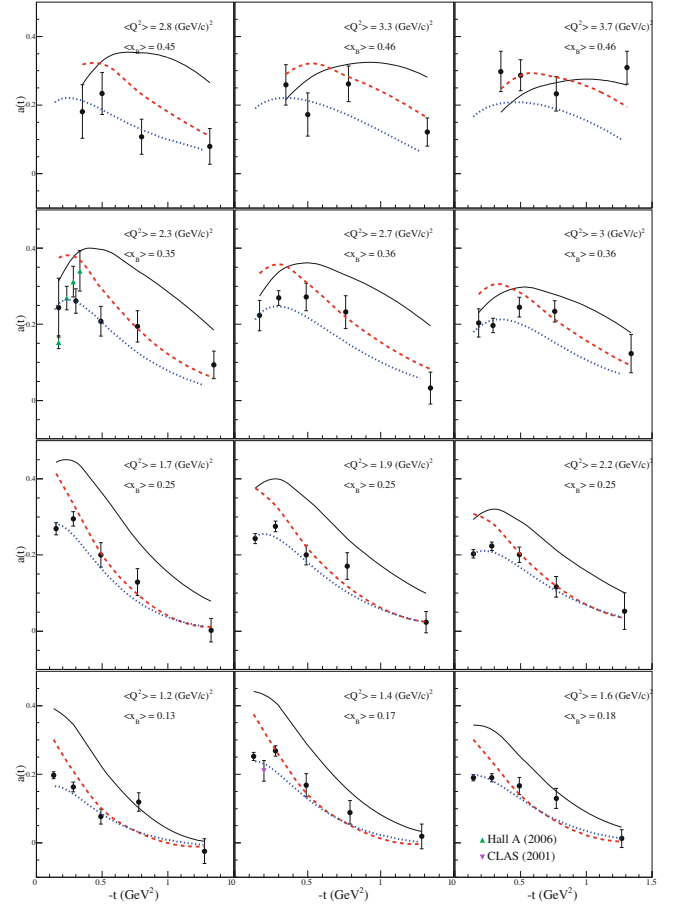 <Q²> = 2.8 (GeV/c)²
<x_B> = 0.45
<Q²> = 3.3 (GeV/c)²
<x_B> = 0.46
<Q²> = 3.7 (GeV/c)²
<x_B> = 0.46
0.4
0.2
0
a(t)
<Q²> = 2.3 (GeV/c)²
<x_B> = 0.35
<Q²> = 2.7 (GeV/c)²
<x_B> = 0.36
<Q²> = 3 (GeV/c)²
<x_B> = 0.36
0.4
0.2
0
a(t)
<Q²> = 1.7 (GeV/c)²
<x_B> = 0.25
<Q²> = 1.9 (GeV/c)²
<x_B> = 0.25
<Q²> = 2.2 (GeV/c)²
<x_B> = 0.25
0.4
0.2
0
a(t)
<Q²> = 1.2 (GeV/c)²
<x_B> = 0.13
<Q²> = 1.4 (GeV/c)²
<x_B> = 0.17
<Q²> = 1.6 (GeV/c)²
<x_B> = 0.18
0.4
0.2
0
a(t)
Hall A (2006)
CLAS (2001)
0 0.5 1 0 0.5 1 0 0.5 1 1.5
-t (GeV²) -t (GeV²) -t (GeV²)